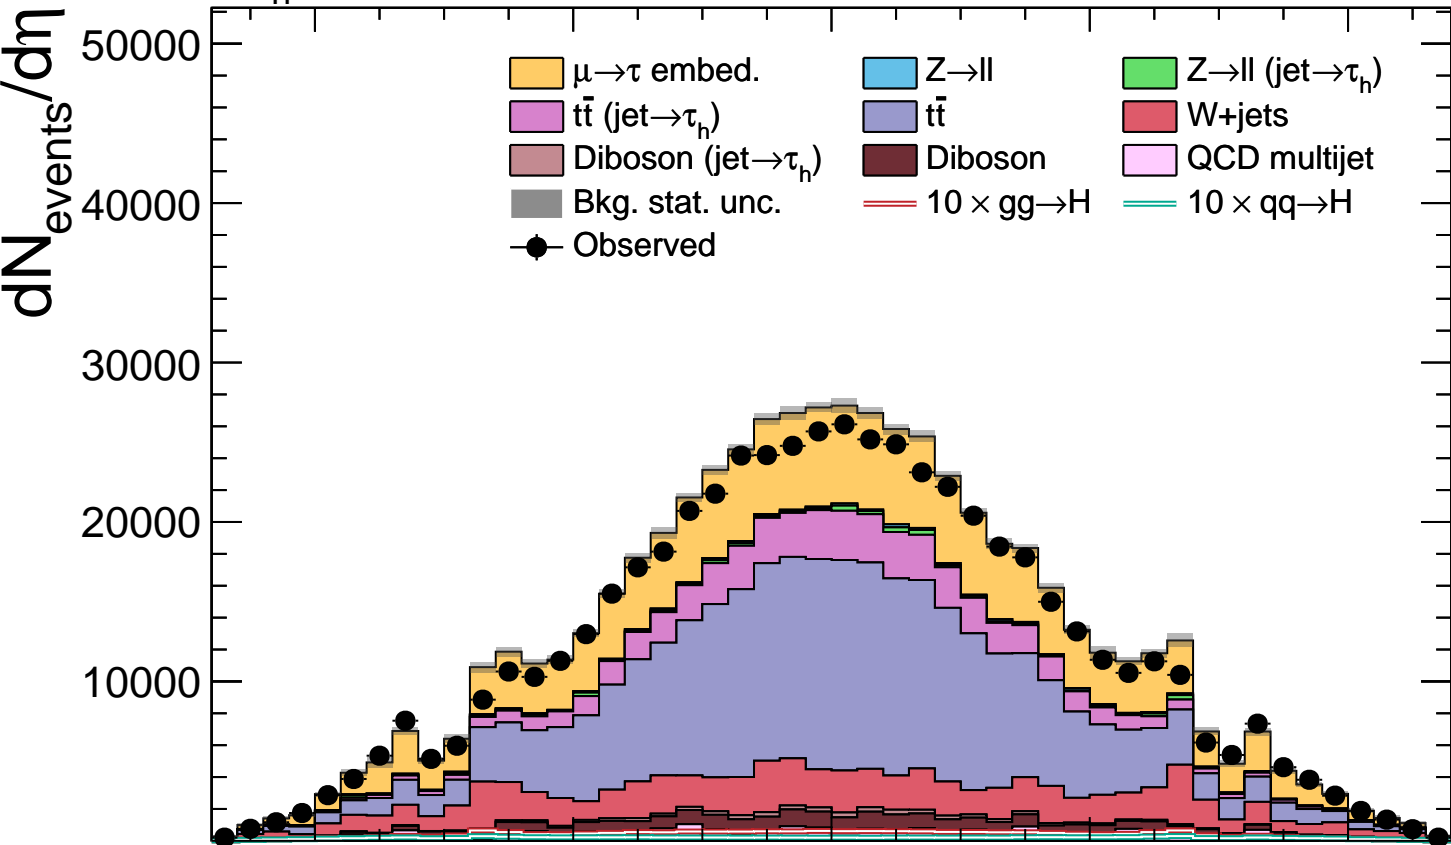 dN_events/dη
50000
40000
30000
20000
10000
μ→τ embed.
Z→ll
Z→ll (jet→τ_h)
tt̄ (jet→τ_h)
tt̄
W+jets
Diboson (jet→τ_h)
Diboson
QCD multijet
Bkg. stat. unc.
10 × gg→H
10 × qq→H
Observed